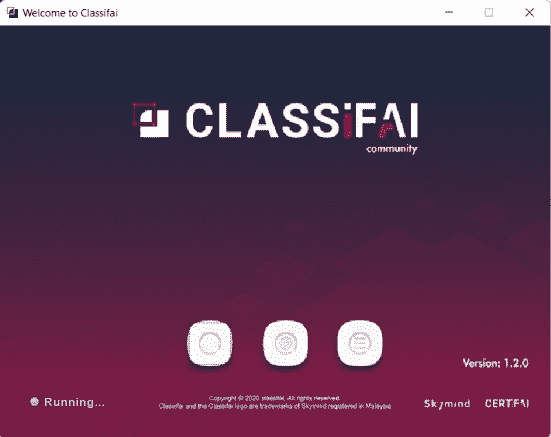 Welcome to Classifai
CLASSiFAI
community
Version: 1.2.0
Running...
Copyright © 2020 classifai. All rights reserved.
Classifai and the Classifai logo are trademarks of Skymind registered in Malaysia
Skymind CERTIFAI